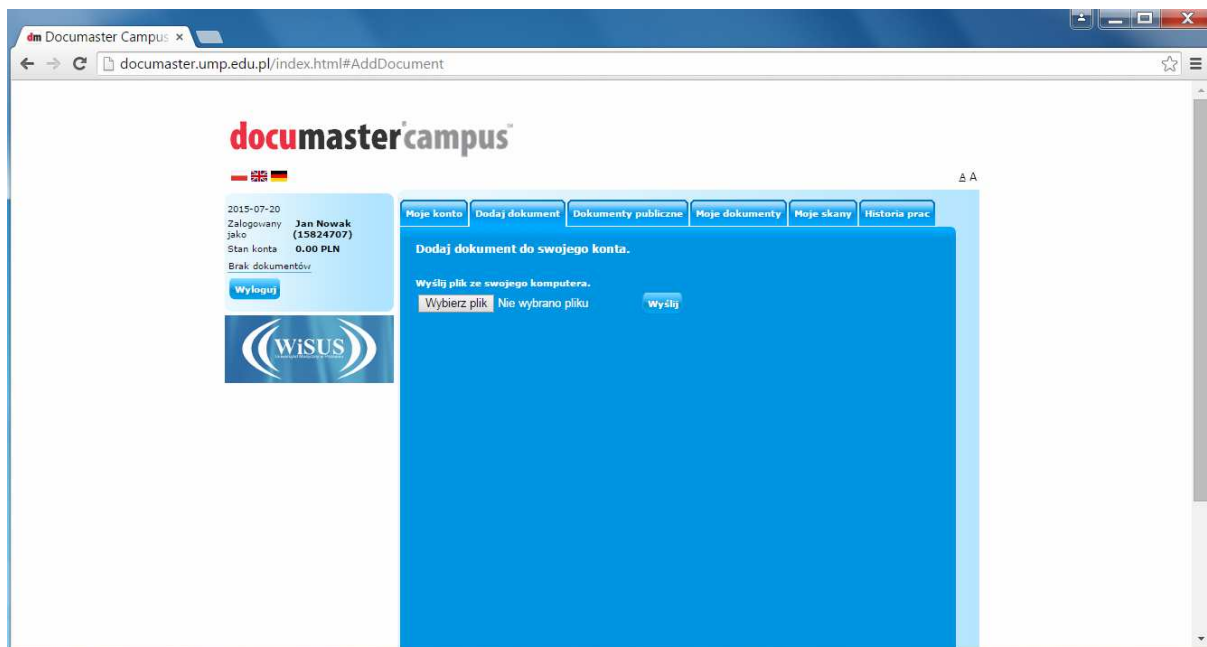 dm Documaster Campus
documaster.ump.edu.pl/index.html#AddDocument
documaster campus™
A A
2015-07-20
Zalogowany jako Jan Nowak (15824707)
Stan konta 0.00 PLN
Brak dokumentów
Wyloguj
WiSUS
Moje konto Dodaj dokument Dokumenty publiczne Moje dokumenty Moje skany Historia prac
Dodaj dokument do swojego konta.
Wyślij plik ze swojego komputera.
Wybierz plik Nie wybrano pliku Wyślij